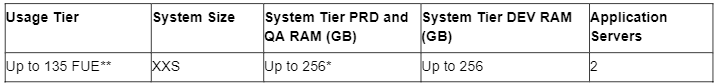 Usage Tier
System Size
System Tier PRD and
QA RAM (GB)
System Tier DEV RAM
(GB)
Application
Servers
Up to 135 FUE**
XXS
Up to 256*
Up to 256
2